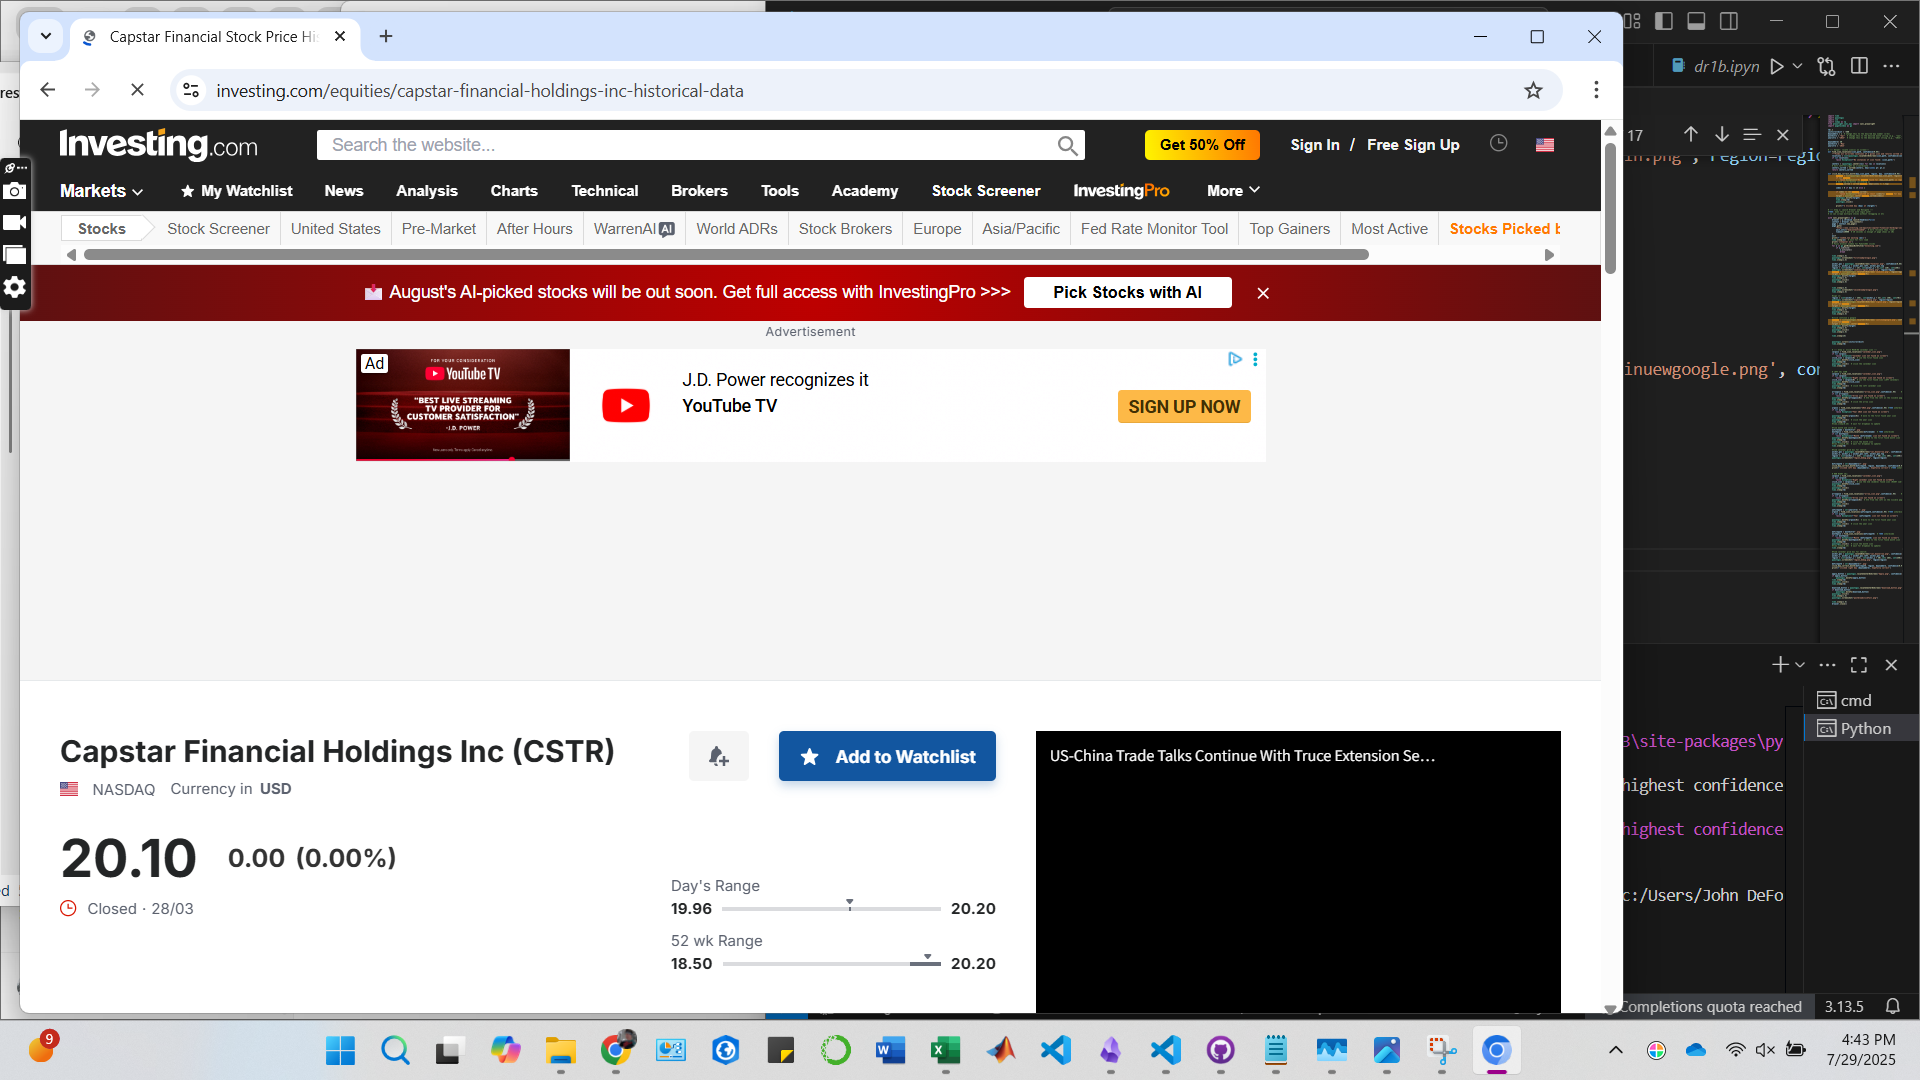 Capstar Financial Stock Price Hi
investing.com/equities/capstar-financial-holdings-inc-historical-data
dr1b.ipyn
res
17
Investing.com
Search the website...
Get 50% Off
Sign In / Free Sign Up
Markets
My Watchlist
News
Analysis
Charts
Technical
Brokers
Tools
Academy
Stock Screener
InvestingPro
More
Stocks
Stock Screener
United States
Pre-Market
After Hours
WarrenAI AI
World ADRs
Stock Brokers
Europe
Asia/Pacific
Fed Rate Monitor Tool
Top Gainers
Most Active
Stocks Picked b
August's AI-picked stocks will be out soon. Get full access with InvestingPro >>>
Pick Stocks with AI
Advertisement
Ad
FOR YOUR CONSIDERATION
YouTube TV
"BEST LIVE STREAMING
TV PROVIDER FOR
CUSTOMER SATISFACTION"
-J.D. POWER
J.D. Power recognizes it
YouTube TV
SIGN UP NOW
inuewgoogle.png', con
Capstar Financial Holdings Inc (CSTR)
Add to Watchlist
NASDAQ Currency in USD
20.10 0.00 (0.00%)
Closed · 28/03
Day's Range
19.96 20.20
52 wk Range
18.50 20.20
US-China Trade Talks Continue With Truce Extension Se...
cmd
Python
3\site-packages\py
highest confidence
highest confidence
c:/Users/John DeFo
ed
Completions quota reached
3.13.5
9
4:43 PM
7/29/2025